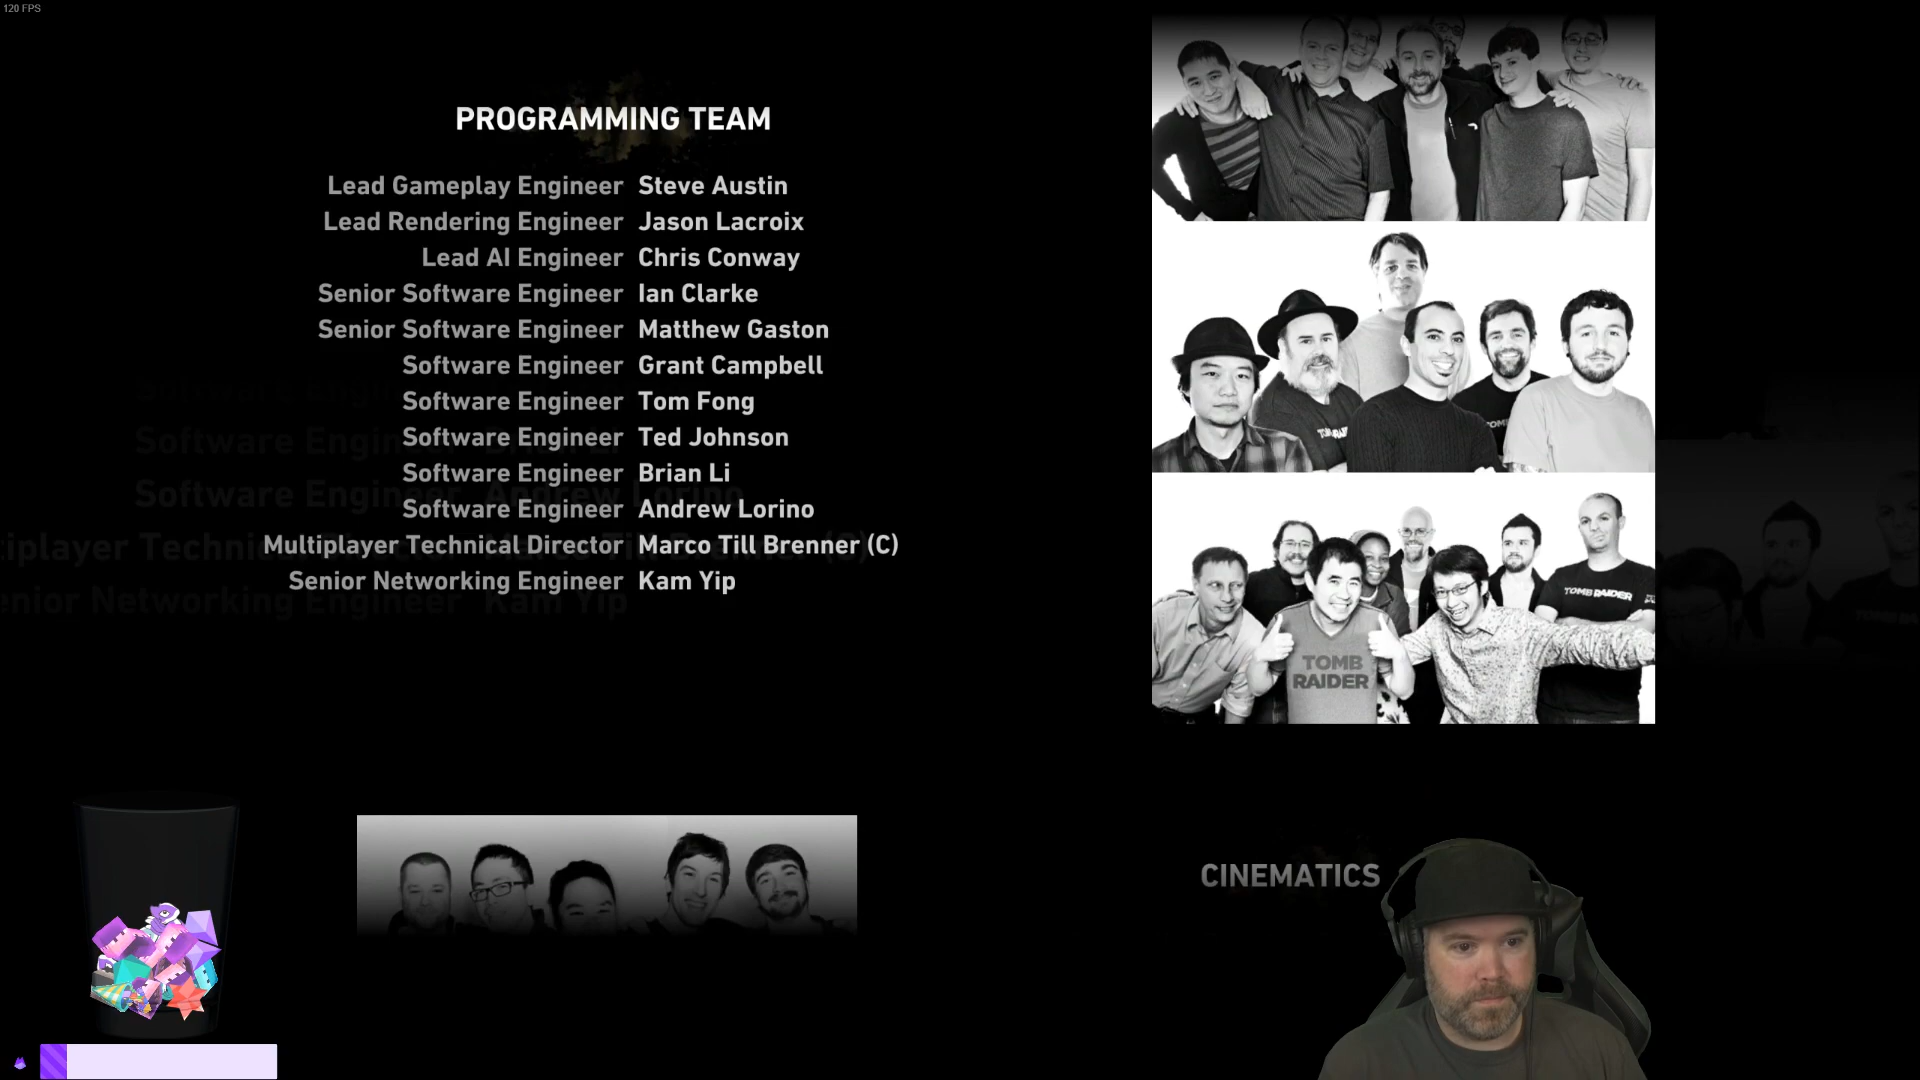 120 FPS
PROGRAMMING TEAM
Lead Gameplay Engineer Steve Austin
Lead Rendering Engineer Jason Lacroix
Lead AI Engineer Chris Conway
Senior Software Engineer Ian Clarke
Senior Software Engineer Matthew Gaston
Software Engineer Grant Campbell
Software Engineer Tom Fong
Software Engineer Ted Johnson
Software Engineer Brian Li
Software Engineer Andrew Lorino
Multiplayer Technical Director Marco Till Brenner (C)
Senior Networking Engineer Kam Yip
TOMB RAIDER
TOMB
RAIDER
CINEMATICS